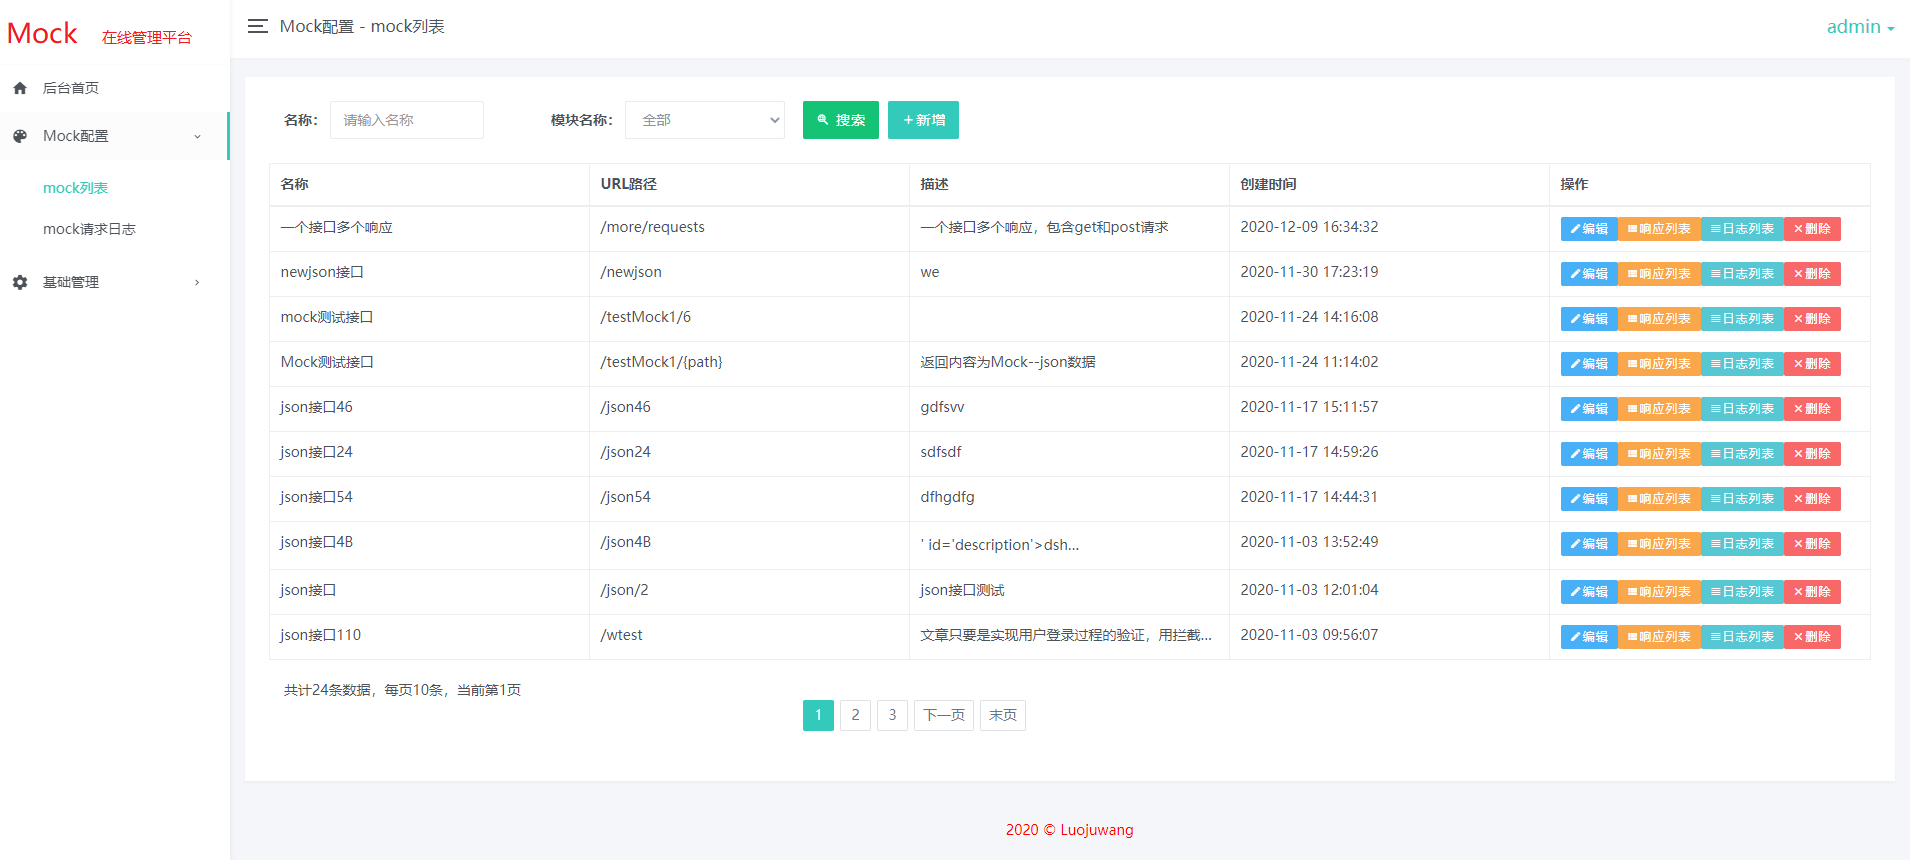 Mock 在线管理平台
Mock配置 - mock列表
admin
后台首页
Mock配置
mock列表
mock请求日志
基础管理
名称： 请输入名称 模块名称： 全部 搜索 +新增
名称 URL路径 描述 创建时间 操作
一个接口多个响应 /more/requests 一个接口多个响应，包含get和post请求 2020-12-09 16:34:32 编辑 响应列表 日志列表 删除
newjson接口 /newjson we 2020-11-30 17:23:19 编辑 响应列表 日志列表 删除
mock测试接口 /testMock1/6 2020-11-24 14:16:08 编辑 响应列表 日志列表 删除
Mock测试接口 /testMock1/{path} 返回内容为Mock--json数据 2020-11-24 11:14:02 编辑 响应列表 日志列表 删除
json接口46 /json46 gdfsvv 2020-11-17 15:11:57 编辑 响应列表 日志列表 删除
json接口24 /json24 sdfsdf 2020-11-17 14:59:26 编辑 响应列表 日志列表 删除
json接口54 /json54 dfhgdfg 2020-11-17 14:44:31 编辑 响应列表 日志列表 删除
json接口4B /json4B ' id='description'>dsh... 2020-11-03 13:52:49 编辑 响应列表 日志列表 删除
json接口 /json/2 json接口测试 2020-11-03 12:01:04 编辑 响应列表 日志列表 删除
json接口110 /wtest 文章只要是实现用户登录过程的验证，用拦截... 2020-11-03 09:56:07 编辑 响应列表 日志列表 删除
共计24条数据，每页10条，当前第1页
1 2 3 下一页 末页
2020 © Luojuwang